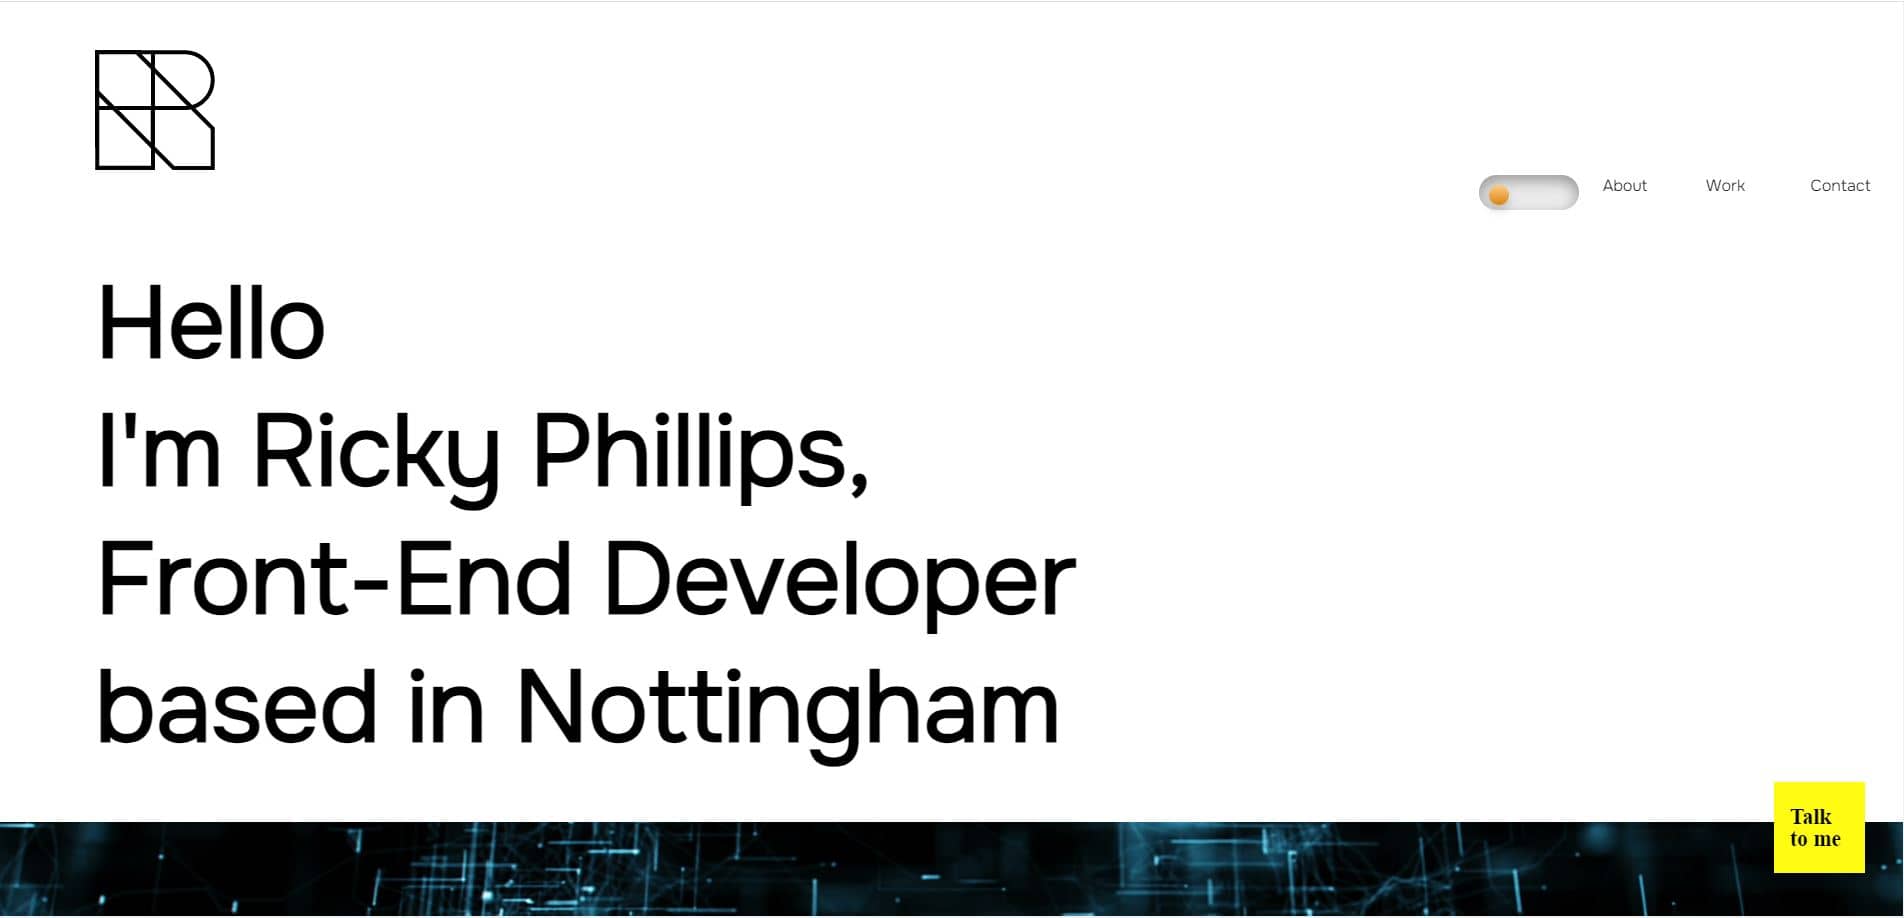 About
Work
Contact
Hello
I'm Ricky Phillips,
Front-End Developer
based in Nottingham
Talk
to me